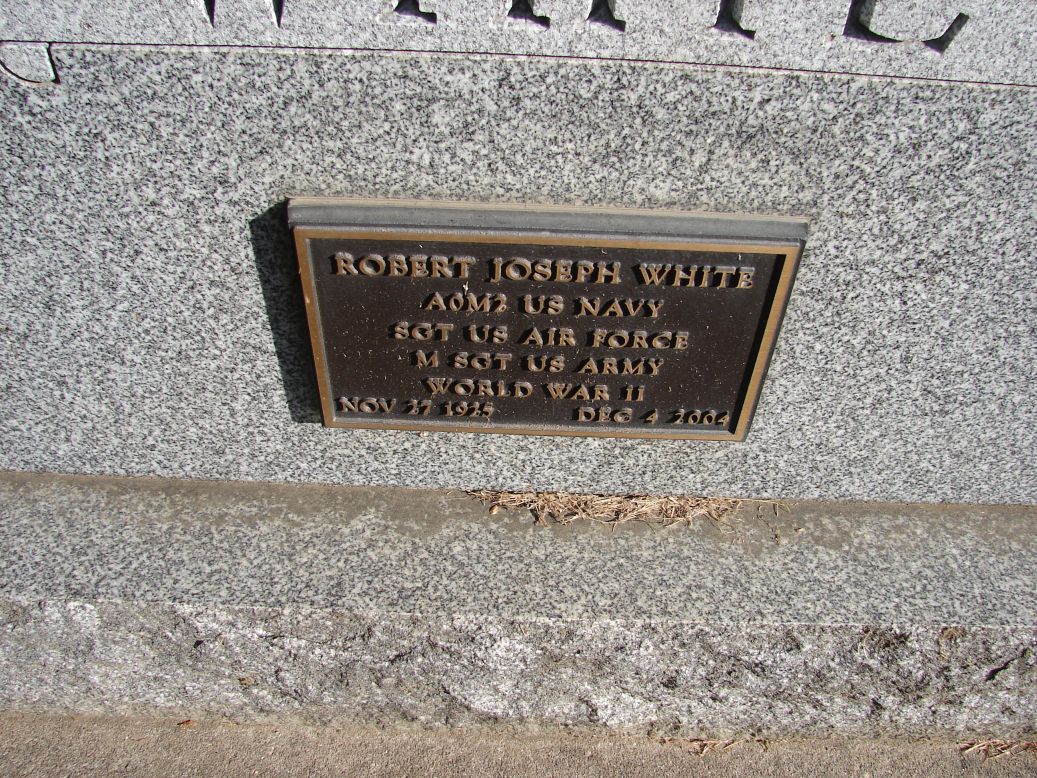 ROBERT JOSEPH WHITE
AOM2 US NAVY
SGT US AIR FORCE
M SGT US ARMY
WORLD WAR II
NOV 27 1925 DEC 4 2004